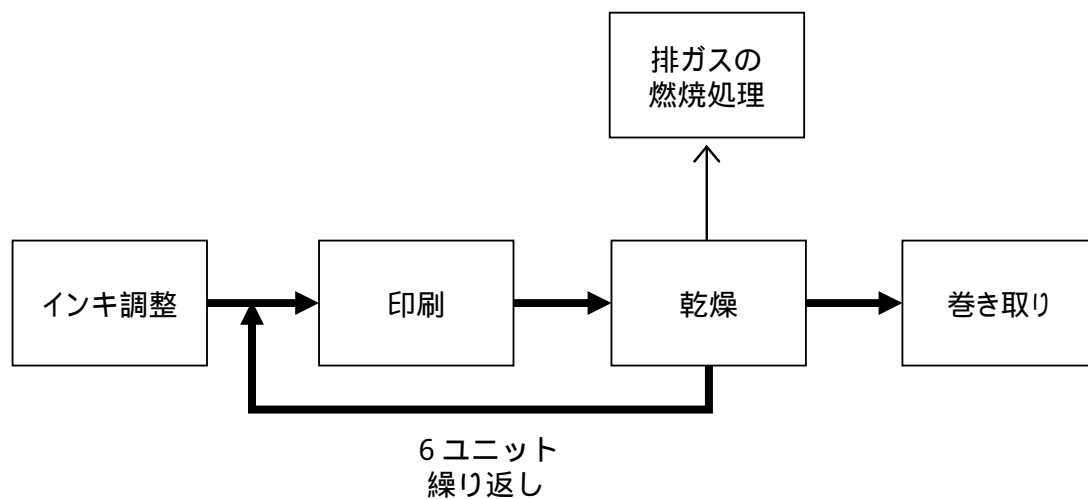 排ガスの
燃焼処理
インキ調整
印刷
乾燥
巻き取り
6 ユニット
繰り返し